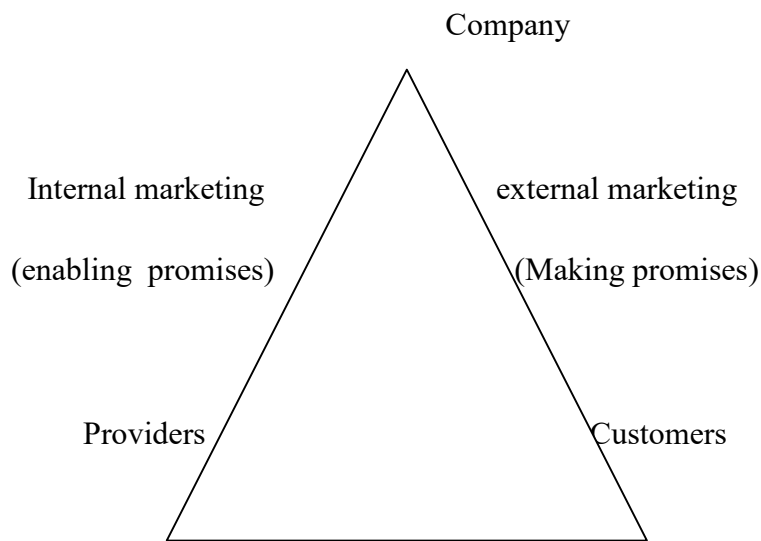 Company
Internal marketing external marketing
(enabling promises) (Making promises)
Providers Customers